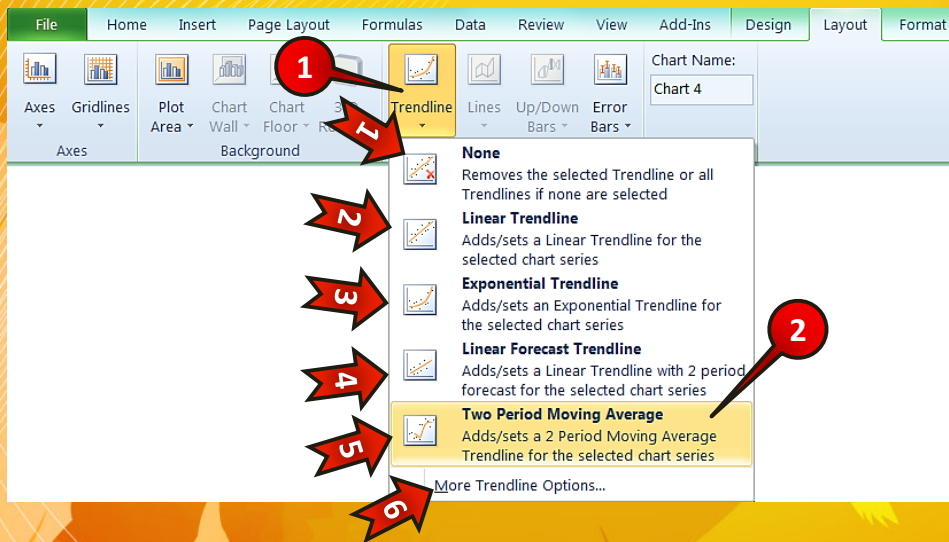 File Home Insert Page Layout Formulas Data Review View Add-Ins Design Layout Format
1
Chart Name:
Chart 4
Axes Gridlines Plot Chart Chart Trendline Lines Up/Down Error
Area Wall Floor Bars Bars
Axes Background
1
None
Removes the selected Trendline or all
Trendlines if none are selected
2
Linear Trendline
Adds/sets a Linear Trendline for the
selected chart series
3
Exponential Trendline
Adds/sets an Exponential Trendline for
the selected chart series
2
4
Linear Forecast Trendline
Adds/sets a Linear Trendline with 2 period
forecast for the selected chart series
5
Two Period Moving Average
Adds/sets a 2 Period Moving Average
Trendline for the selected chart series
6
More Trendline Options...